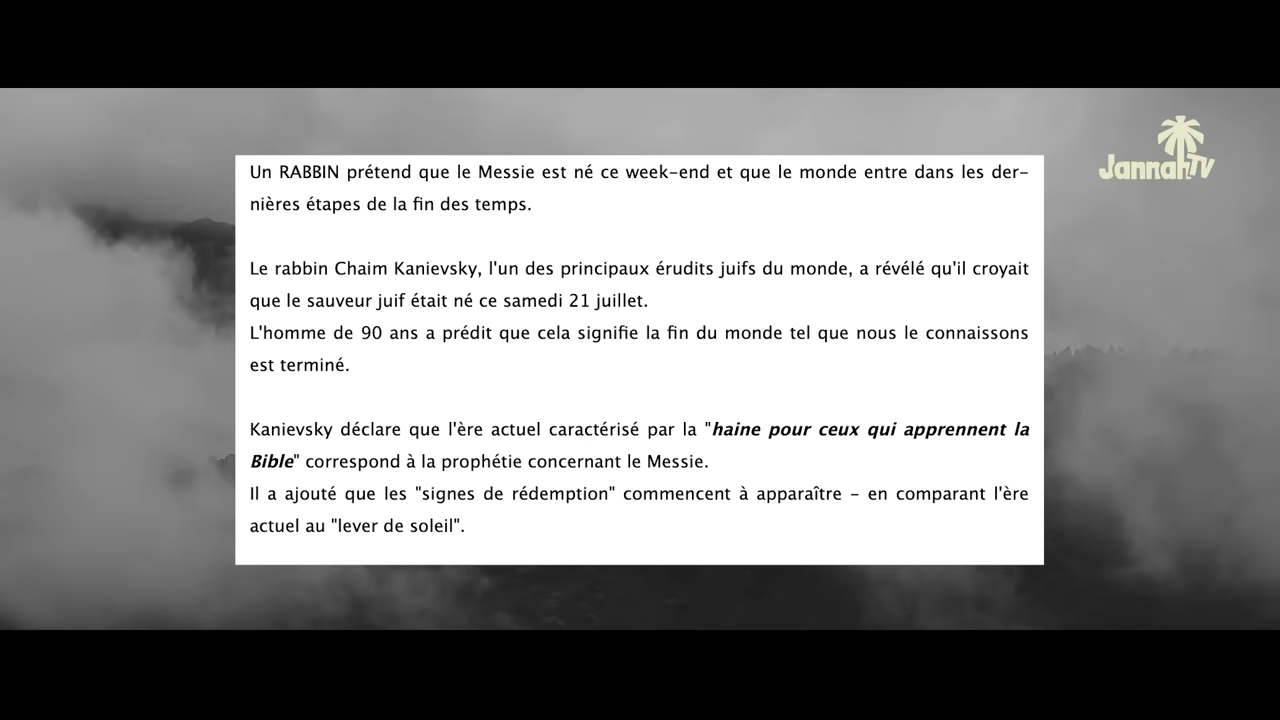 JannahTV
Un RABBIN prétend que le Messie est né ce week-end et que le monde entre dans les der-
nières étapes de la fin des temps.
Le rabbin Chaim Kanievsky, l'un des principaux érudits juifs du monde, a révélé qu'il croyait
que le sauveur juif était né ce samedi 21 juillet.
L'homme de 90 ans a prédit que cela signifie la fin du monde tel que nous le connaissons
est terminé.
Kanievsky déclare que l'ère actuel caractérisé par la "haine pour ceux qui apprennent la
Bible" correspond à la prophétie concernant le Messie.
Il a ajouté que les "signes de rédemption" commencent à apparaître - en comparant l'ère
actuel au "lever de soleil".